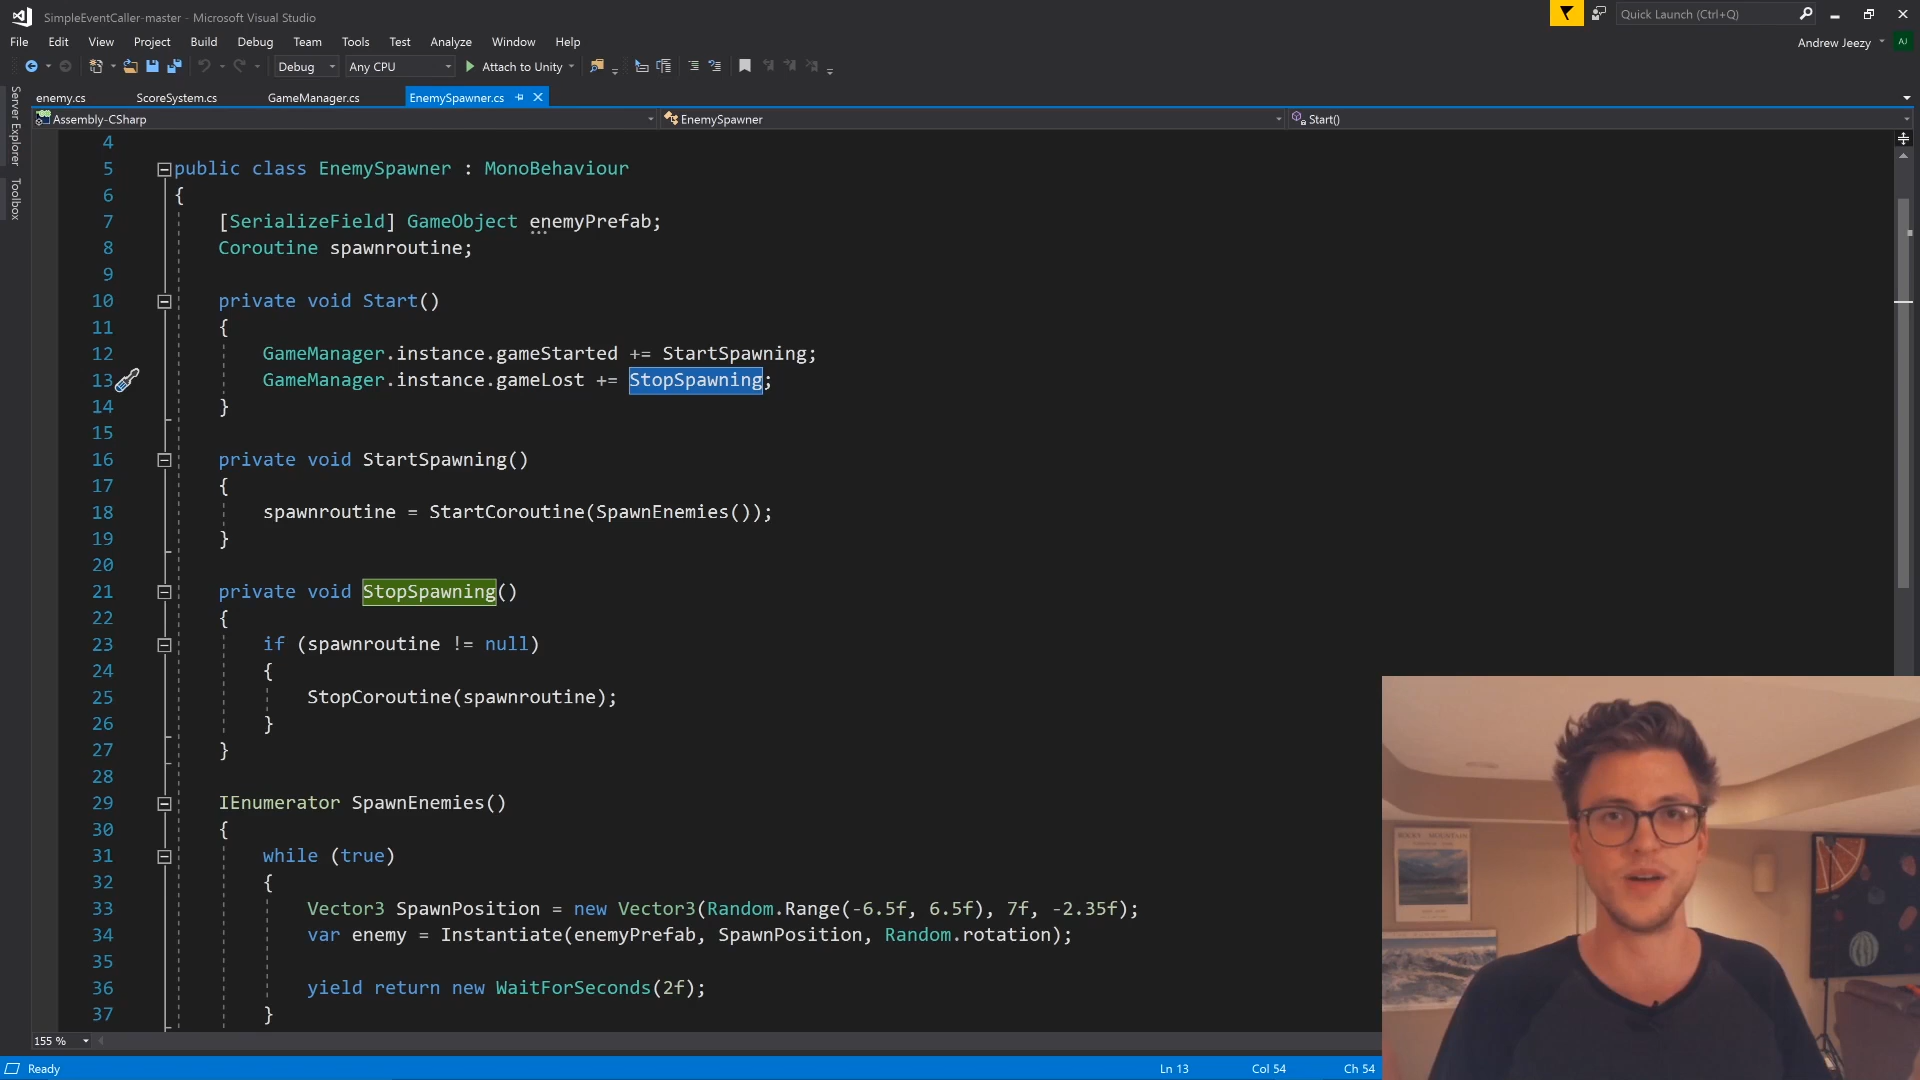 SimpleEventCaller-master - Microsoft Visual Studio
Quick Launch (Ctrl+Q)
File Edit View Project Build Debug Team Tools Test Analyze Window Help
Andrew Jeezy AJ
Debug Any CPU Attach to Unity
Server Explorer
Toolbox
enemy.cs ScoreSystem.cs GameManager.cs EnemySpawner.cs
Assembly-CSharp EnemySpawner Start()
4
5 public class EnemySpawner : MonoBehaviour
6 {
7 [SerializeField] GameObject enemyPrefab;
8 Coroutine spawnroutine;
9
10 private void Start()
11 {
12 GameManager.instance.gameStarted += StartSpawning;
13 GameManager.instance.gameLost += StopSpawning;
14 }
15
16 private void StartSpawning()
17 {
18 spawnroutine = StartCoroutine(SpawnEnemies());
19 }
20
21 private void StopSpawning()
22 {
23 if (spawnroutine != null)
24 {
25 StopCoroutine(spawnroutine);
26 }
27 }
28
29 IEnumerator SpawnEnemies()
30 {
31 while (true)
32 {
33 Vector3 SpawnPosition = new Vector3(Random.Range(-6.5f, 6.5f), 7f, -2.35f);
34 var enemy = Instantiate(enemyPrefab, SpawnPosition, Random.rotation);
35
36 yield return new WaitForSeconds(2f);
37 }
155 %
Ready Ln 13 Col 54 Ch 54